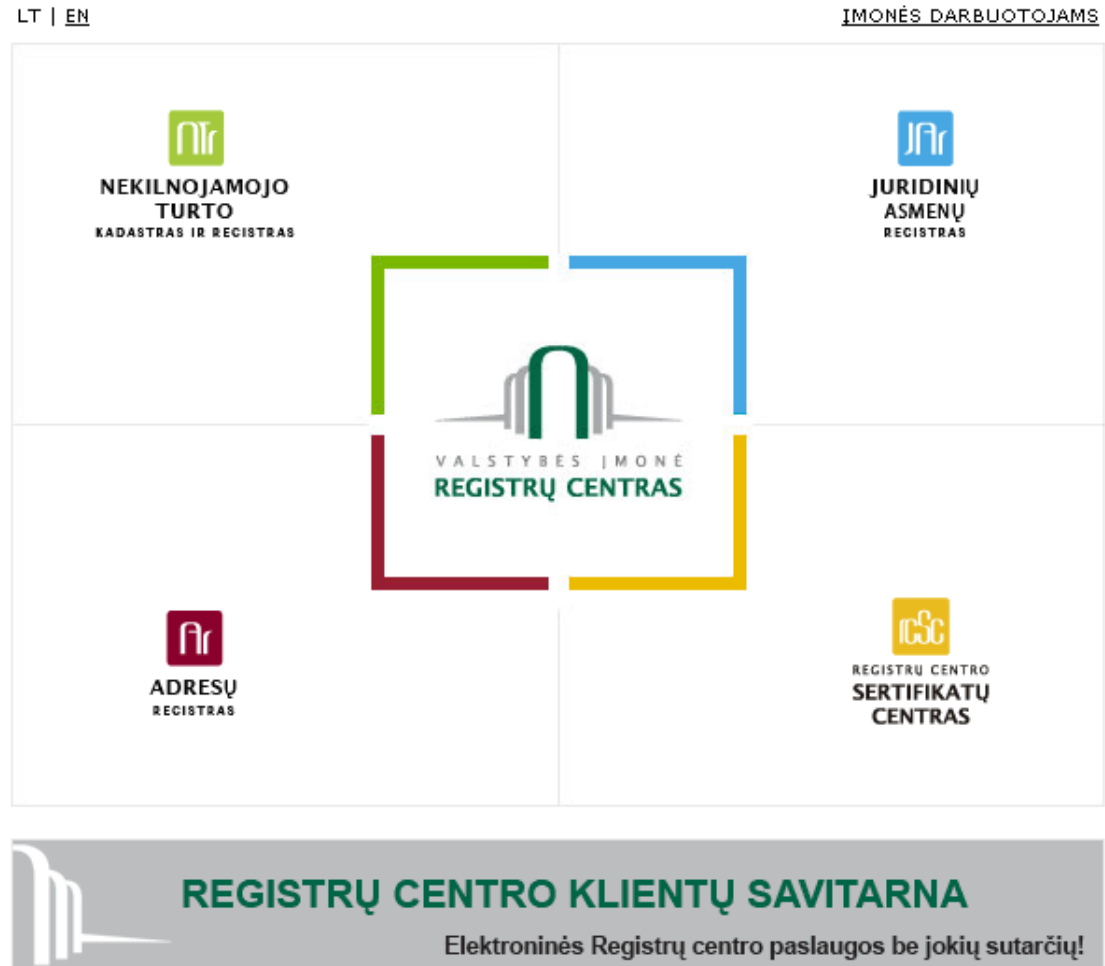 LT | EN
ĮMONĖS DARBUOTOJAMS
NTr
NEKILNOJAMOJO
TURTO
KADASTRAS IR REGISTRAS
JAr
JURIDINIŲ
ASMENŲ
REGISTRAS
VALSTYBĖS ĮMONĖ
REGISTRŲ CENTRAS
Ar
ADRESŲ
REGISTRAS
RCSC
REGISTRŲ CENTRO
SERTIFIKATŲ
CENTRAS
REGISTRŲ CENTRO KLIENTŲ SAVITARNA
Elektroninės Registrų centro paslaugos be jokių sutarčių!